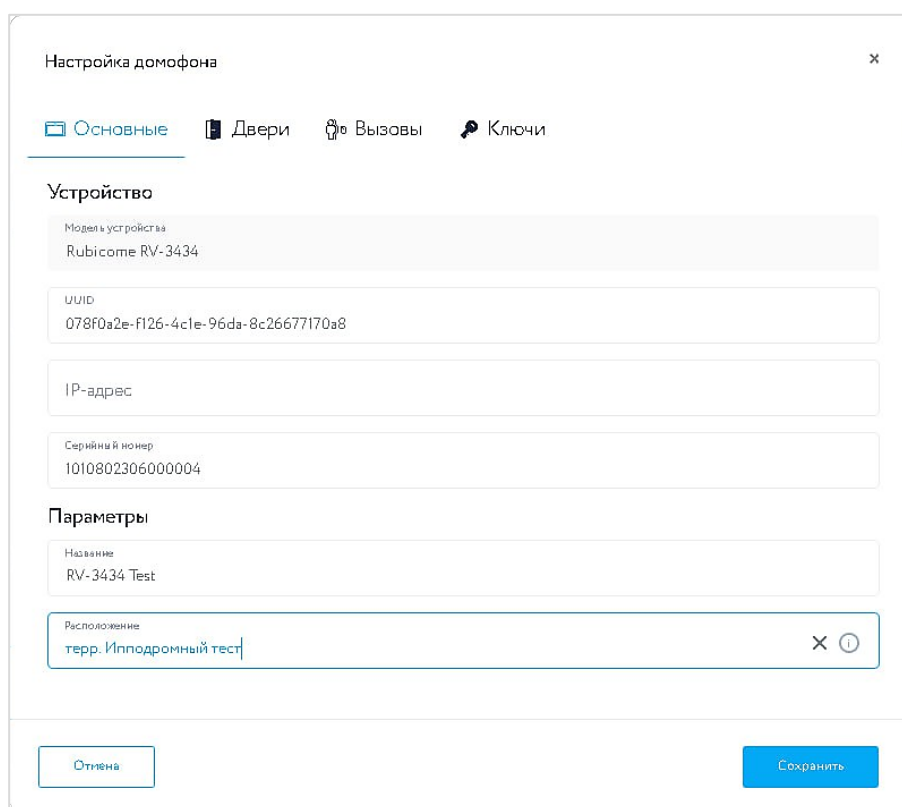 Настройка домофона
Основные Двери Вызовы Ключи
Устройство
Модель устройства
Rubicome RV-3434
UUID
078f0a2e-f126-4c1e-96da-8c26677170a8
IP-адрес
Серийный номер
1010802306000004
Параметры
Название
RV-3434 Test
Расположение
терр. Ипподромный тест
Отмена Сохранить